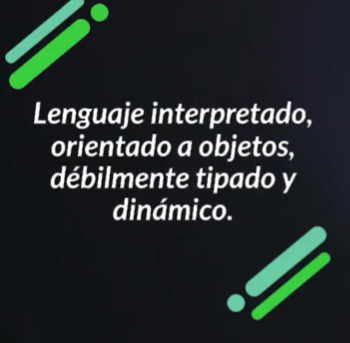 Lenguaje interpretado,
orientado a objetos,
débilmente tipado y
dinámico.